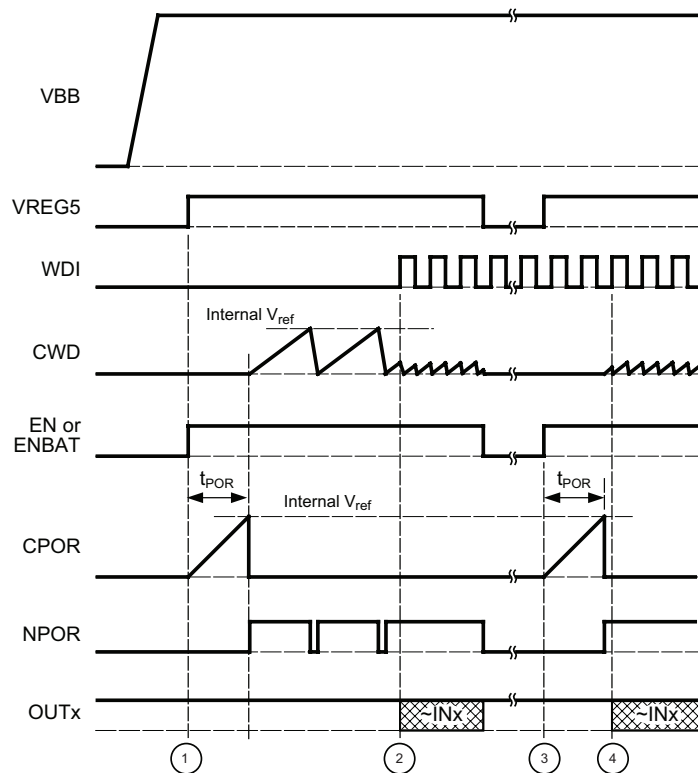 VBB
VREG5
WDI
Internal Vref
CWD
EN or
ENBAT
tPOR
tPOR
Internal Vref
CPOR
NPOR
OUTx
~INx
~INx
1
2
3
4